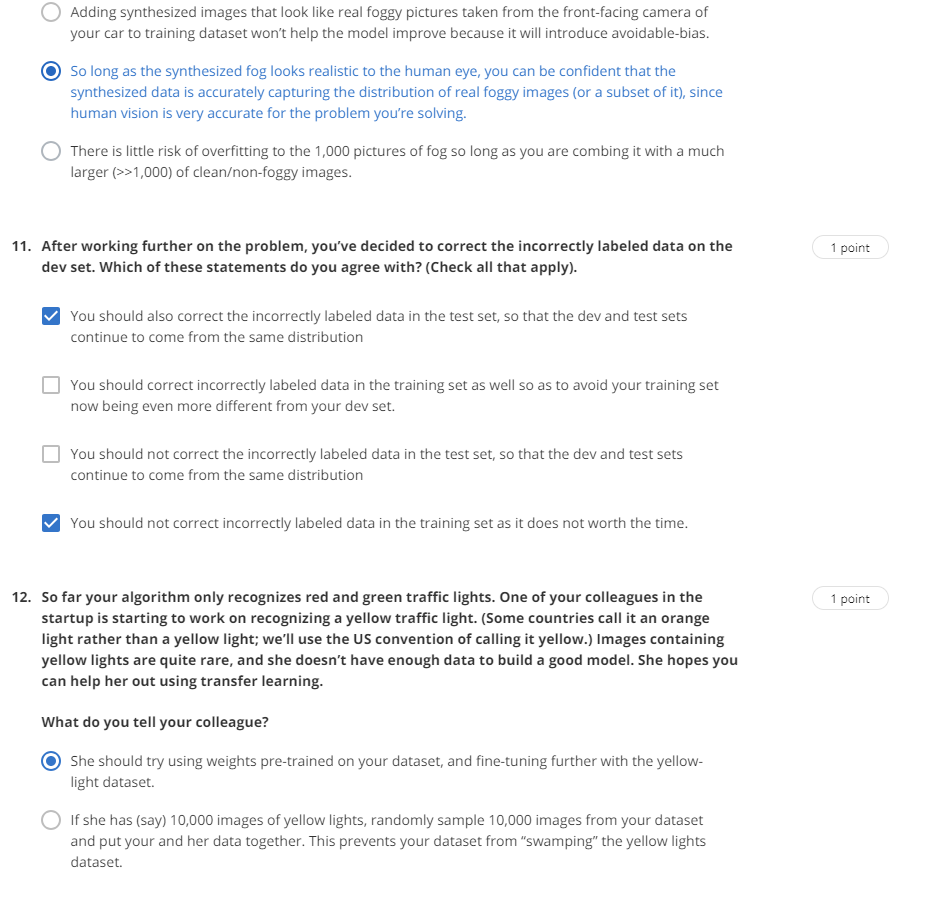 Adding synthesized images that look like real foggy pictures taken from the front-facing camera of
your car to training dataset won’t help the model improve because it will introduce avoidable-bias.
So long as the synthesized fog looks realistic to the human eye, you can be confident that the
synthesized data is accurately capturing the distribution of real foggy images (or a subset of it), since
human vision is very accurate for the problem you’re solving.
There is little risk of overfitting to the 1,000 pictures of fog so long as you are combing it with a much
larger (>>1,000) of clean/non-foggy images.
11. After working further on the problem, you’ve decided to correct the incorrectly labeled data on the
dev set. Which of these statements do you agree with? (Check all that apply).
1 point
You should also correct the incorrectly labeled data in the test set, so that the dev and test sets
continue to come from the same distribution
You should correct incorrectly labeled data in the training set as well so as to avoid your training set
now being even more different from your dev set.
You should not correct the incorrectly labeled data in the test set, so that the dev and test sets
continue to come from the same distribution
You should not correct incorrectly labeled data in the training set as it does not worth the time.
12. So far your algorithm only recognizes red and green traffic lights. One of your colleagues in the
startup is starting to work on recognizing a yellow traffic light. (Some countries call it an orange
light rather than a yellow light; we’ll use the US convention of calling it yellow.) Images containing
yellow lights are quite rare, and she doesn’t have enough data to build a good model. She hopes you
can help her out using transfer learning.
1 point
What do you tell your colleague?
She should try using weights pre-trained on your dataset, and fine-tuning further with the yellow-
light dataset.
If she has (say) 10,000 images of yellow lights, randomly sample 10,000 images from your dataset
and put your and her data together. This prevents your dataset from “swamping” the yellow lights
dataset.